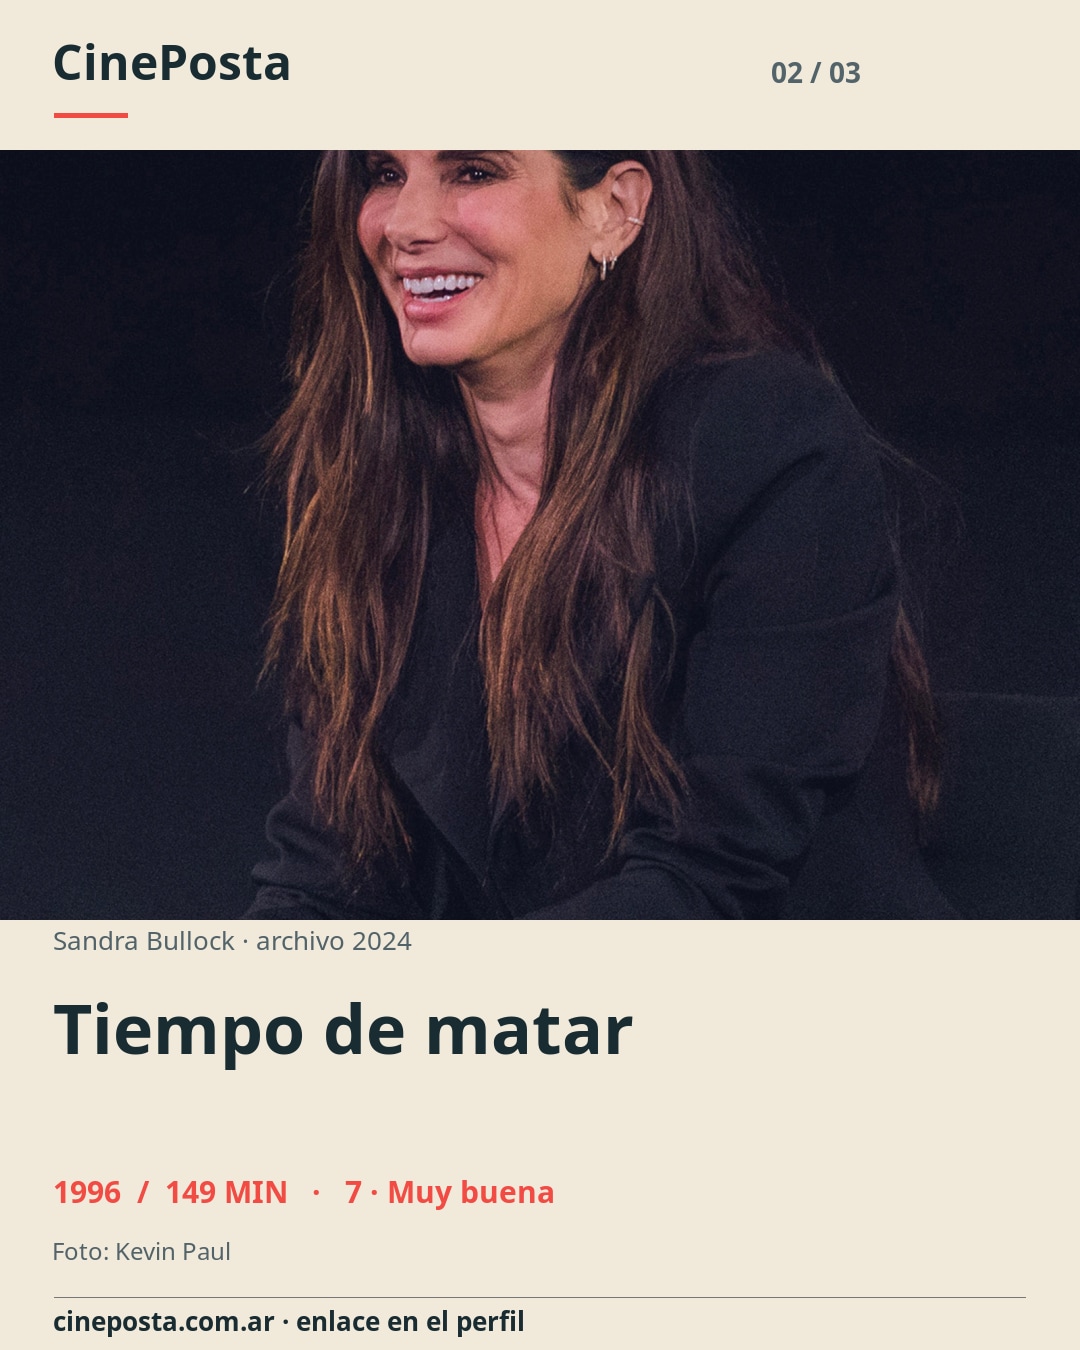 CinePosta
02 / 03
Sandra Bullock · archivo 2024
Tiempo de matar
1996 / 149 MIN · 7 · Muy buena
Foto: Kevin Paul
cineposta.com.ar · enlace en el perfil